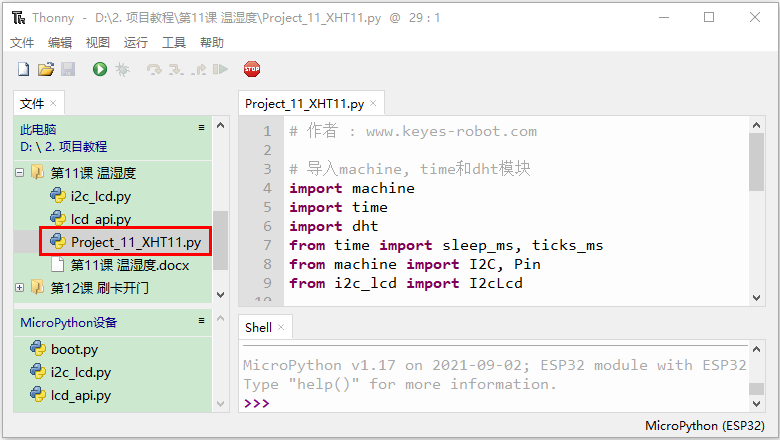 Thonny - D:\2. 项目教程\第11课 温湿度\Project_11_XHT11.py @ 29 : 1
文件 编辑 视图 运行 工具 帮助
STOP
文件 ×
此电脑
D: \ 2. 项目教程
第11课 温湿度
i2c_lcd.py
lcd_api.py
Project_11_XHT11.py
第11课 温湿度.docx
第12课 刷卡开门
MicroPython设备
boot.py
i2c_lcd.py
lcd_api.py
Project_11_XHT11.py ×
1 # 作者 : www.keyes-robot.com
2
3 # 导入machine, time和dht模块
4 import machine
5 import time
6 import dht
7 from time import sleep_ms, ticks_ms
8 from machine import I2C, Pin
9 from i2c_lcd import I2cLcd
10
Shell ×
MicroPython v1.17 on 2021-09-02; ESP32 module with ESP32
Type "help()" for more information.
>>>
MicroPython (ESP32)